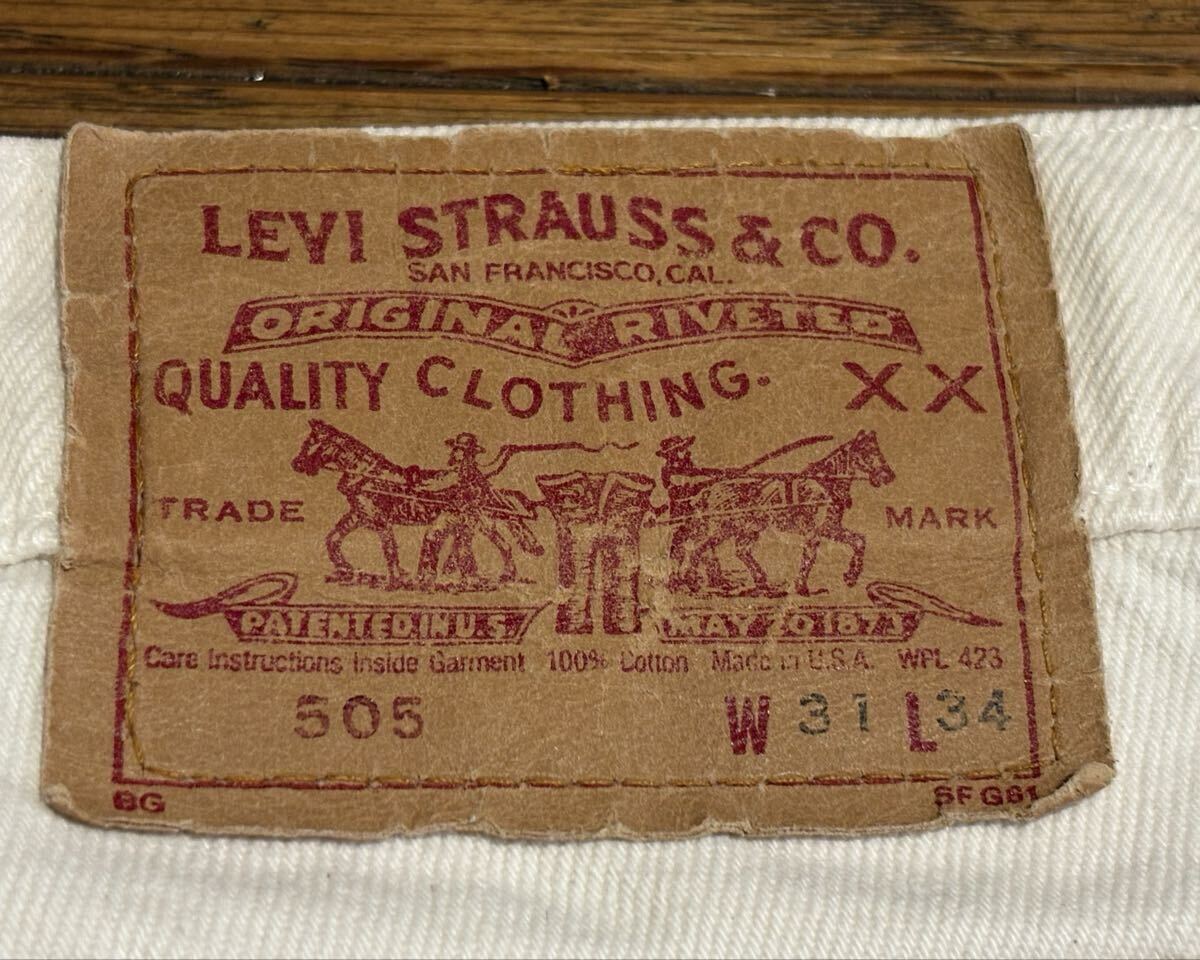 LEVI STRAUSS & CO.
SAN FRANCISCO, CAL.
ORIGINAL RIVETED
QUALITY CLOTHING. XX
TRADE MARK
PATENTED IN U.S. MAY 20 1873
Care Instructions Inside Garment 100% Cotton Made in U.S.A. WPL 423
505 W 31 L 34
SF G61